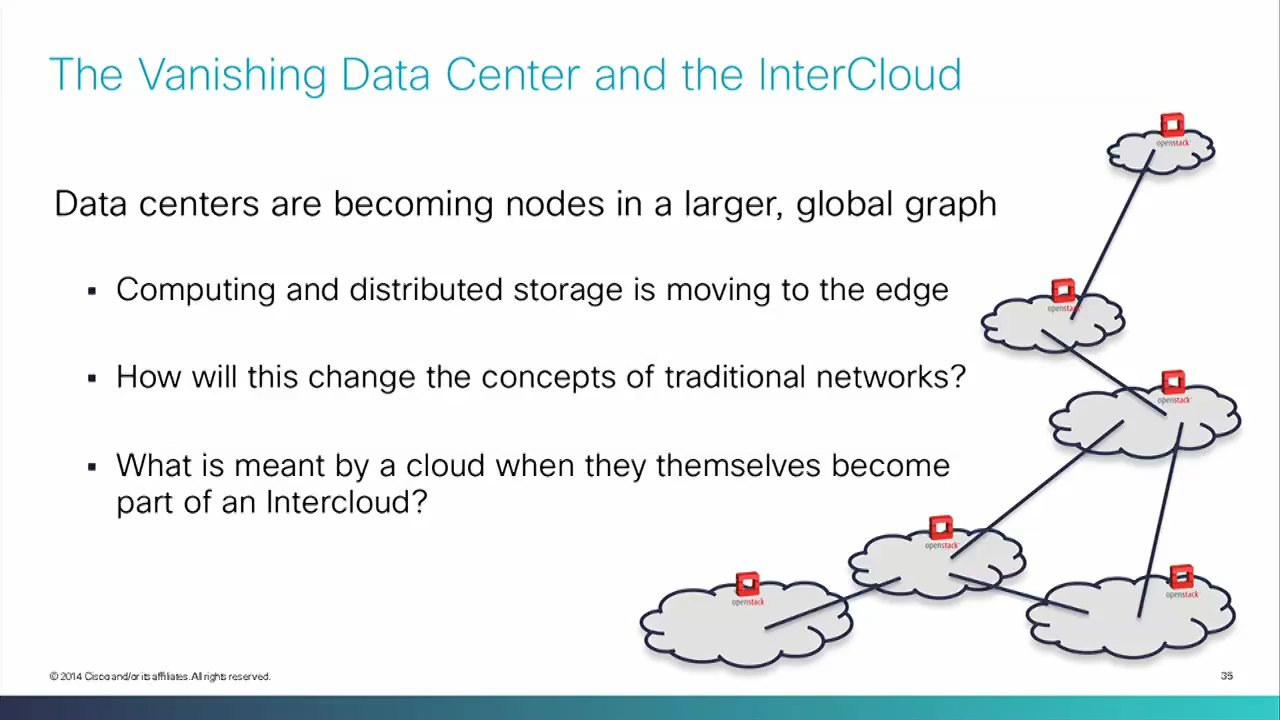 The Vanishing Data Center and the InterCloud
openstack
Data centers are becoming nodes in a larger, global graph
▪ Computing and distributed storage is moving to the edge
openstack
▪ How will this change the concepts of traditional networks?
openstack
▪ What is meant by a cloud when they themselves become
part of an Intercloud?
openstack
openstack
openstack
© 2014 Cisco and/or its affiliates. All rights reserved.
35